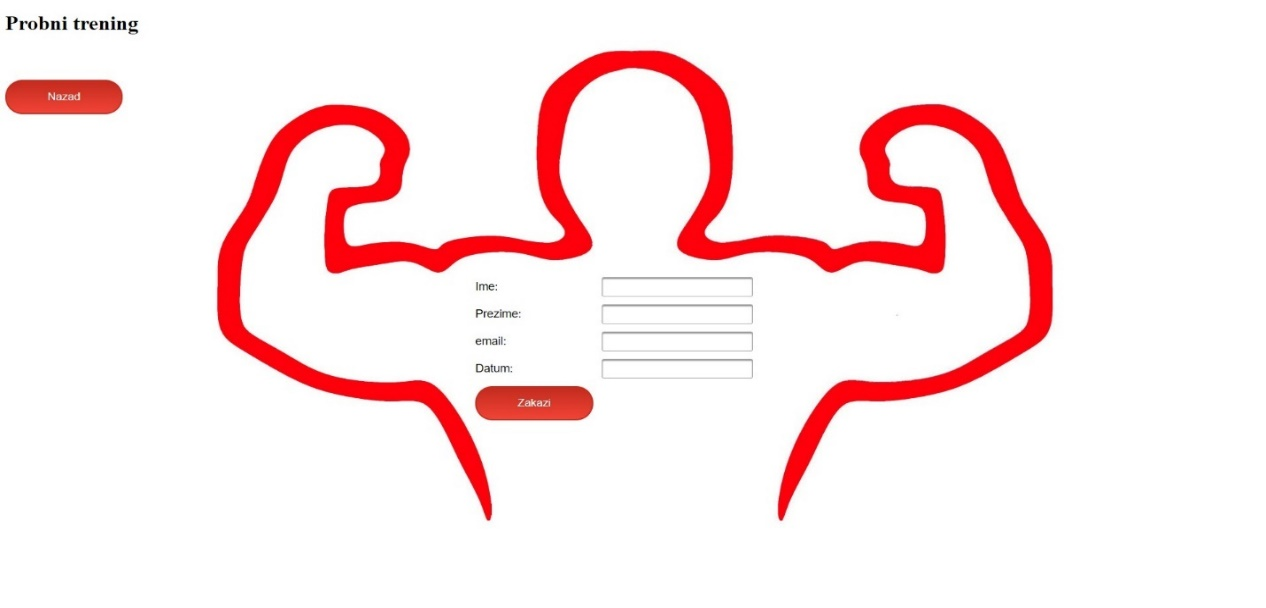 Probni trening
Nazad
Ime:
Prezime:
email:
Datum:
Zakazi